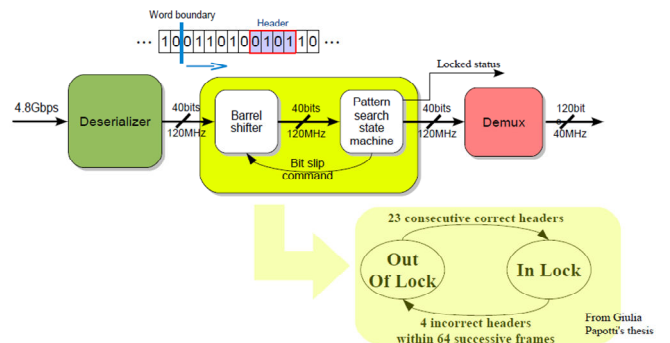 Word boundary
Header
... 1 0 0 1 1 0 1 0 0 1 0 1 1 0 ...
Locked status
4.8Gbps
Deserializer
40bits
120MHz
Barrel
shifter
40bits
120MHz
Pattern
search
state
machine
Bit slip
command
40bits
120MHz
Demux
120bit
s
40MHz
23 consecutive correct headers
Out
Of Lock
In Lock
4 incorrect headers
within 64 successive frames
From Giulia
Papotti's thesis